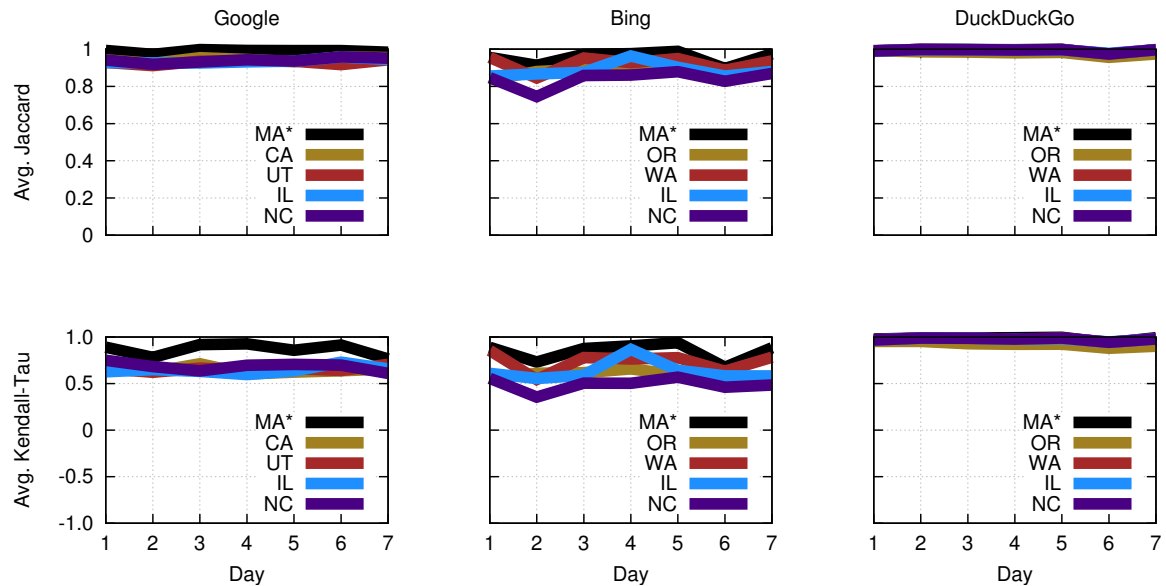 Google Bing DuckDuckGo
Avg. Jaccard
1
0.8
0.6
0.4
0.2
0
MA*
CA
UT
IL
NC
MA*
OR
WA
IL
NC
MA*
OR
WA
IL
NC
Avg. Kendall-Tau
1.0
0.5
0
-0.5
-1.0
MA*
CA
UT
IL
NC
MA*
OR
WA
IL
NC
MA*
OR
WA
IL
NC
1 2 3 4 5 6 7
Day
1 2 3 4 5 6 7
Day
1 2 3 4 5 6 7
Day